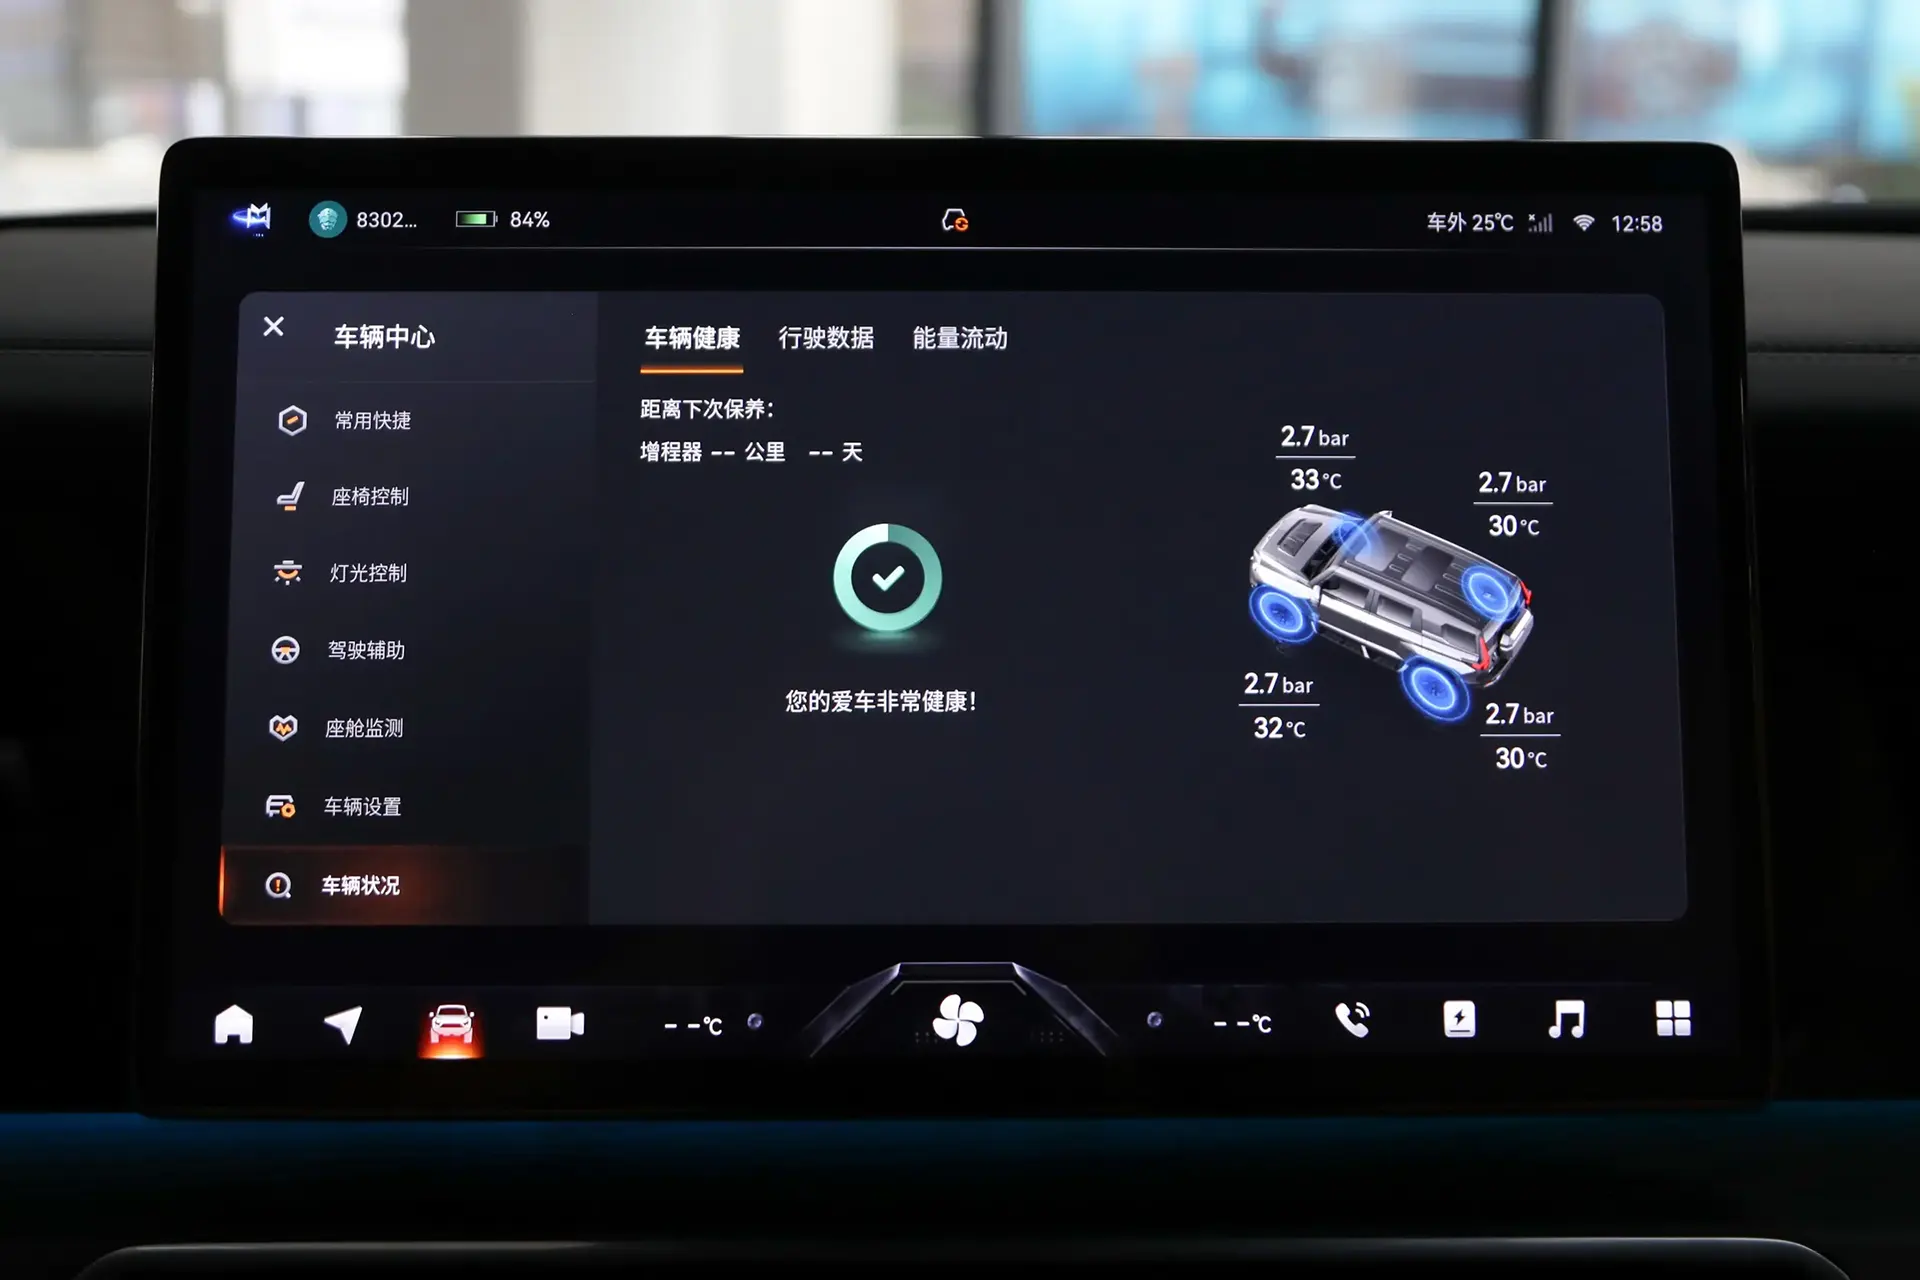 8302... 84% 车外 25℃ 12:58
车辆中心
常用快捷
座椅控制
灯光控制
驾驶辅助
座舱监测
车辆设置
车辆状况
车辆健康 行驶数据 能量流动
距离下次保养：
增程器 -- 公里 -- 天
您的爱车非常健康！
2.7 bar
33°C
2.7 bar
30°C
2.7 bar
32°C
2.7 bar
30°C
--℃ --℃